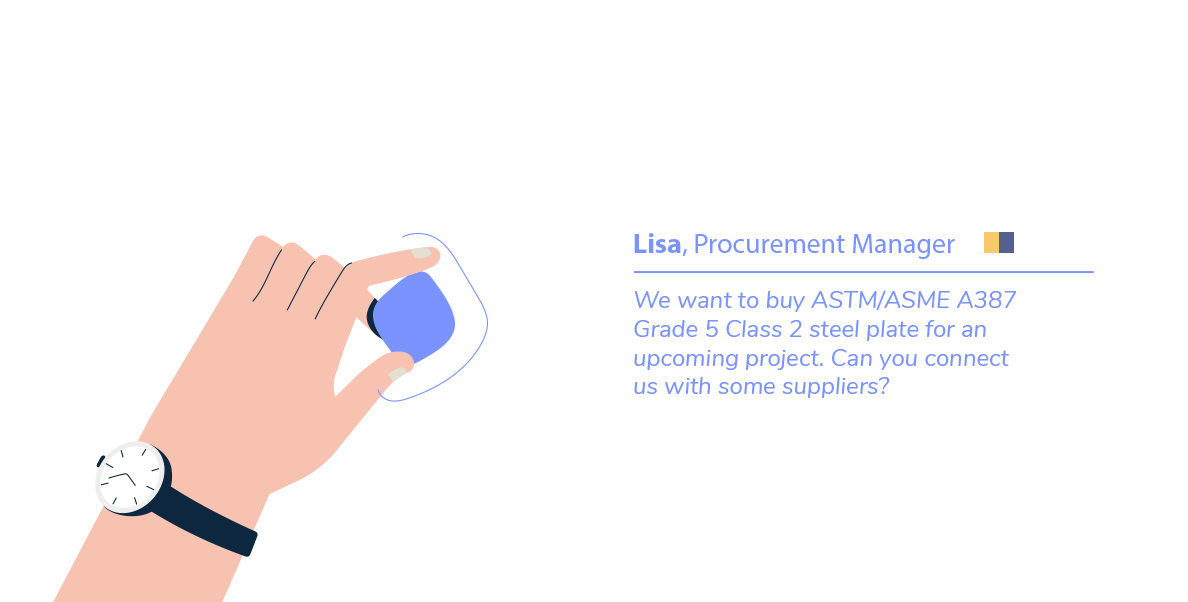 Lisa, Procurement Manager
We want to buy ASTM/ASME A387
Grade 5 Class 2 steel plate for an
upcoming project. Can you connect
us with some suppliers?